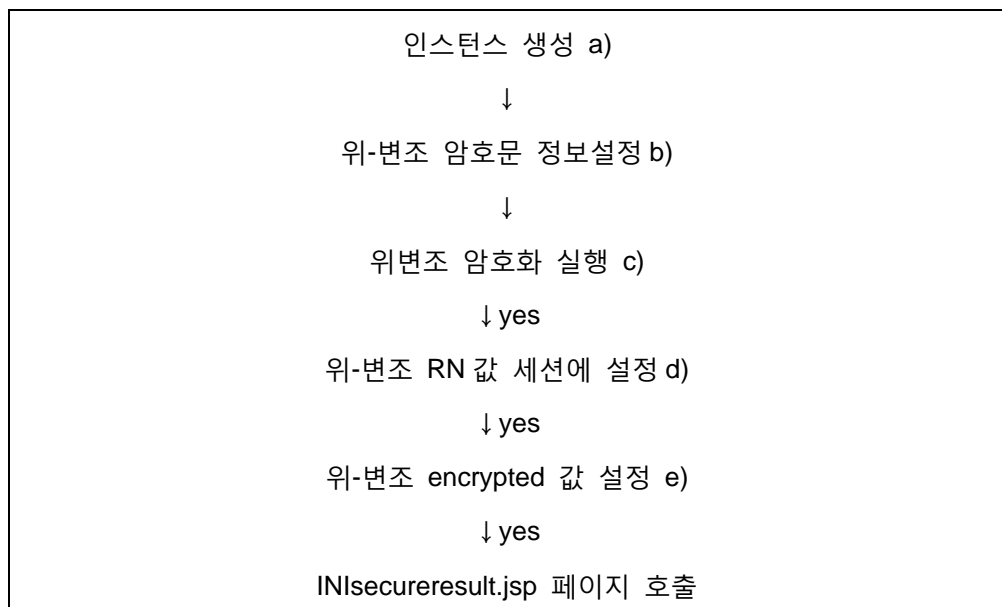 인스턴스 생성 a)
↓
위-변조 암호문 정보설정 b)
↓
위변조 암호화 실행 c)
↓ yes
위-변조 RN 값 세션에 설정 d)
↓ yes
위-변조 encrypted 값 설정 e)
↓ yes
INIsecureresult.jsp 페이지 호출